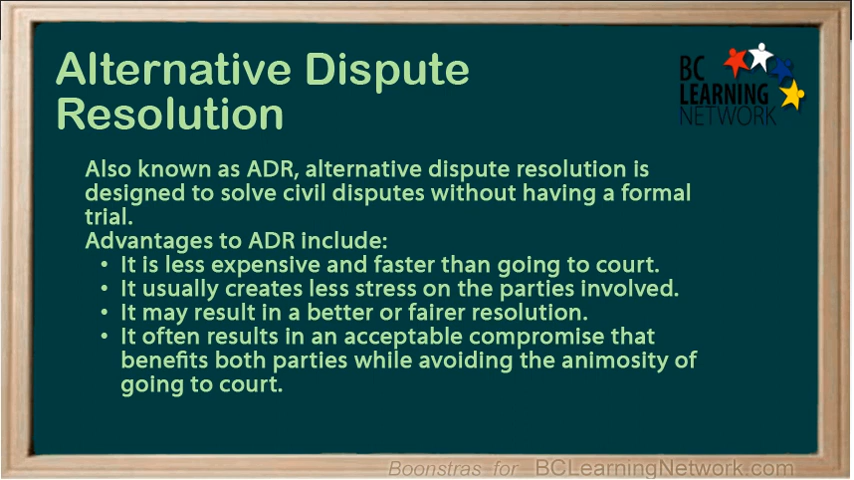 Alternative Dispute
Resolution
BC
LEARNING
NETWORK
Also known as ADR, alternative dispute resolution is
designed to solve civil disputes without having a formal
trial.
Advantages to ADR include:
• It is less expensive and faster than going to court.
• It usually creates less stress on the parties involved.
• It may result in a better or fairer resolution.
• It often results in an acceptable compromise that
benefits both parties while avoiding the animosity of
going to court.
Boonstras for BCLearningNetwork.com